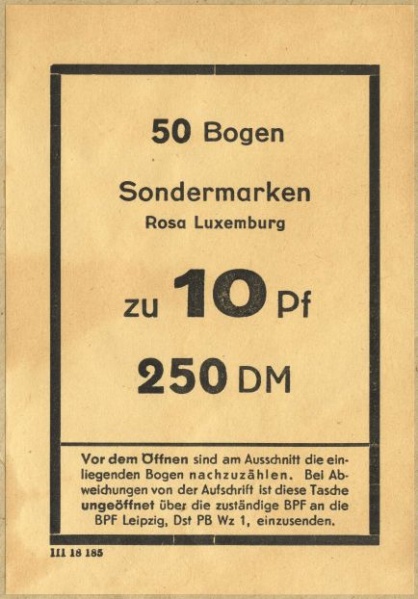 50 Bogen
Sondermarken
Rosa Luxemburg
zu 10 Pf
250 DM
Vor dem Öffnen sind am Ausschnitt die ein-
liegenden Bogen nachzuzählen. Bei Ab-
weichungen von der Aufschrift ist diese Tasche
ungeöffnet über die zuständige BPF an die
BPF Leipzig, Dst PB Wz 1, einzusenden.
III 18 185